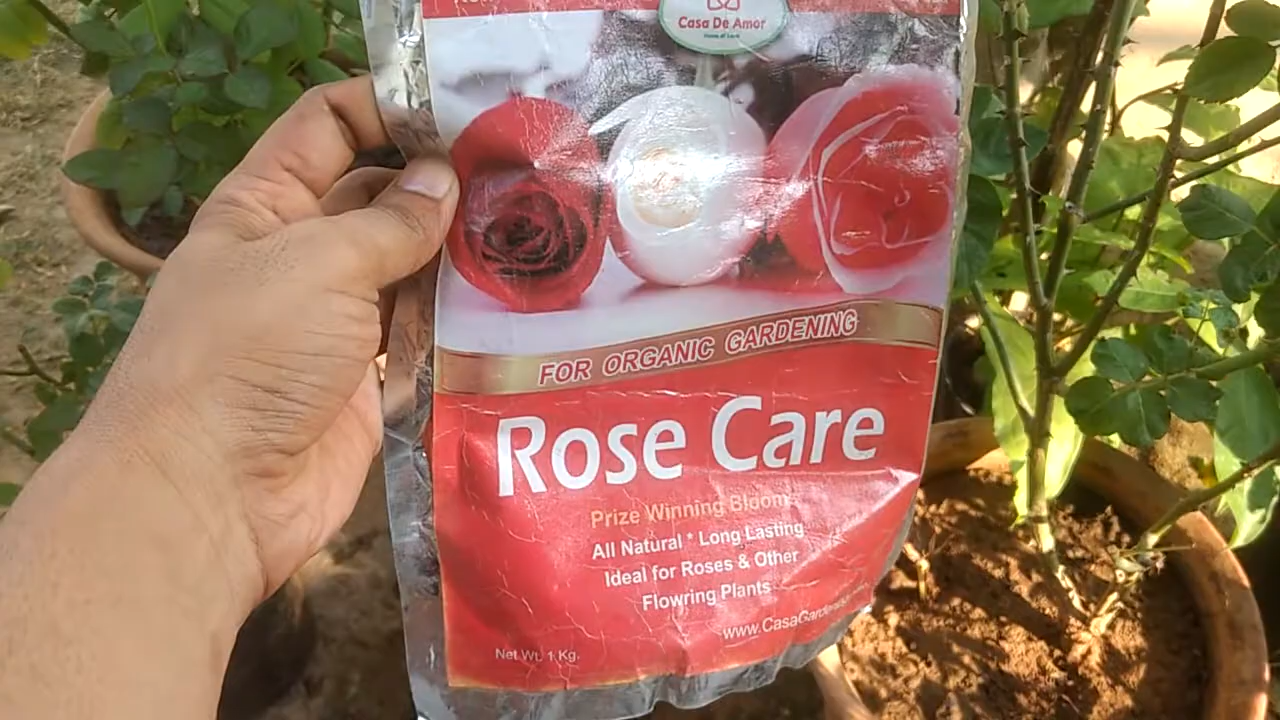 Casa De Amor
FOR ORGANIC GARDENING
Rose Care
Prize Winning Bloom
All Natural * Long Lasting
Ideal for Roses & Other
Flowring Plants
www.CasaGarden
Net Wt. 1 Kg.